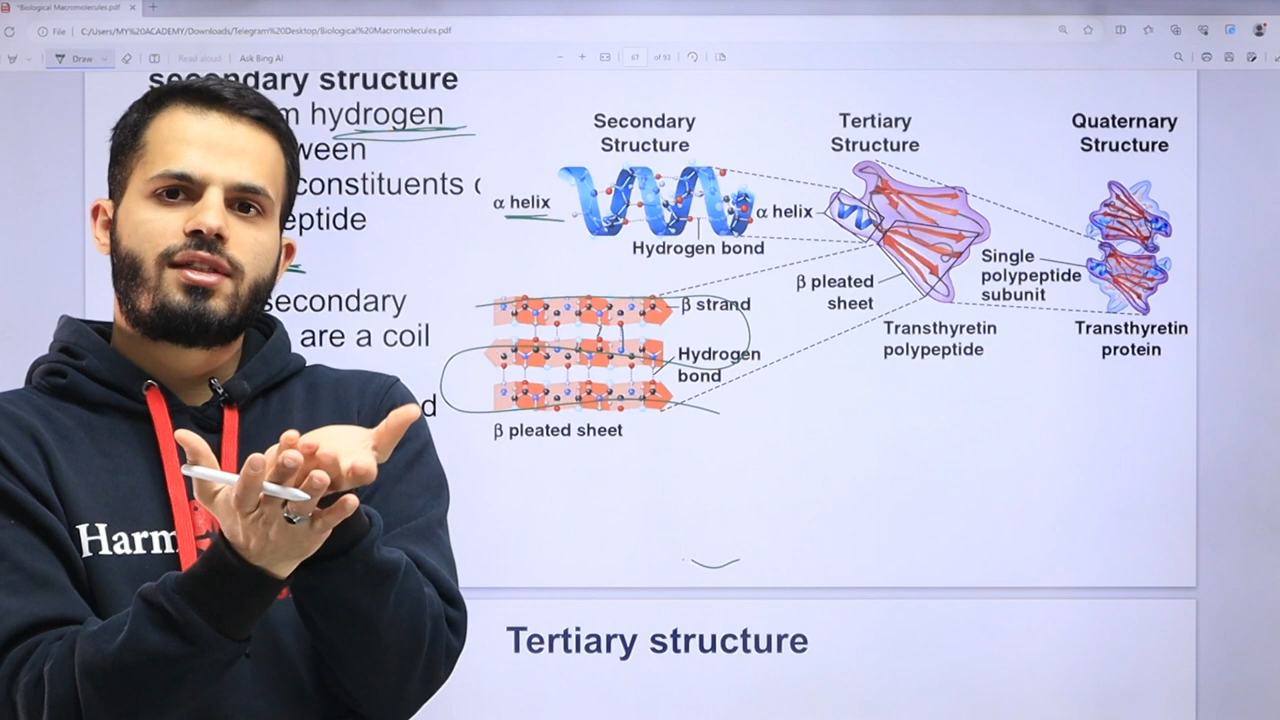 *Biological Macromolecules.pdf
File
C:/Users/MY%20ACADEMY/Downloads/Telegram%20Desktop/Biological%20Macromolecules.pdf
Draw
Read aloud
Ask Bing AI
67
of 93
secondary structure
m hydrogen
ween
constituents
eptide
secondary
are a coil
d
Secondary
Structure
α helix
Hydrogen bond
β strand
Hydrogen
bond
β pleated sheet
Tertiary
Structure
α helix
β pleated
sheet
Transthyretin
polypeptide
Quaternary
Structure
Single
polypeptide
subunit
Transthyretin
protein
Harm
Tertiary structure